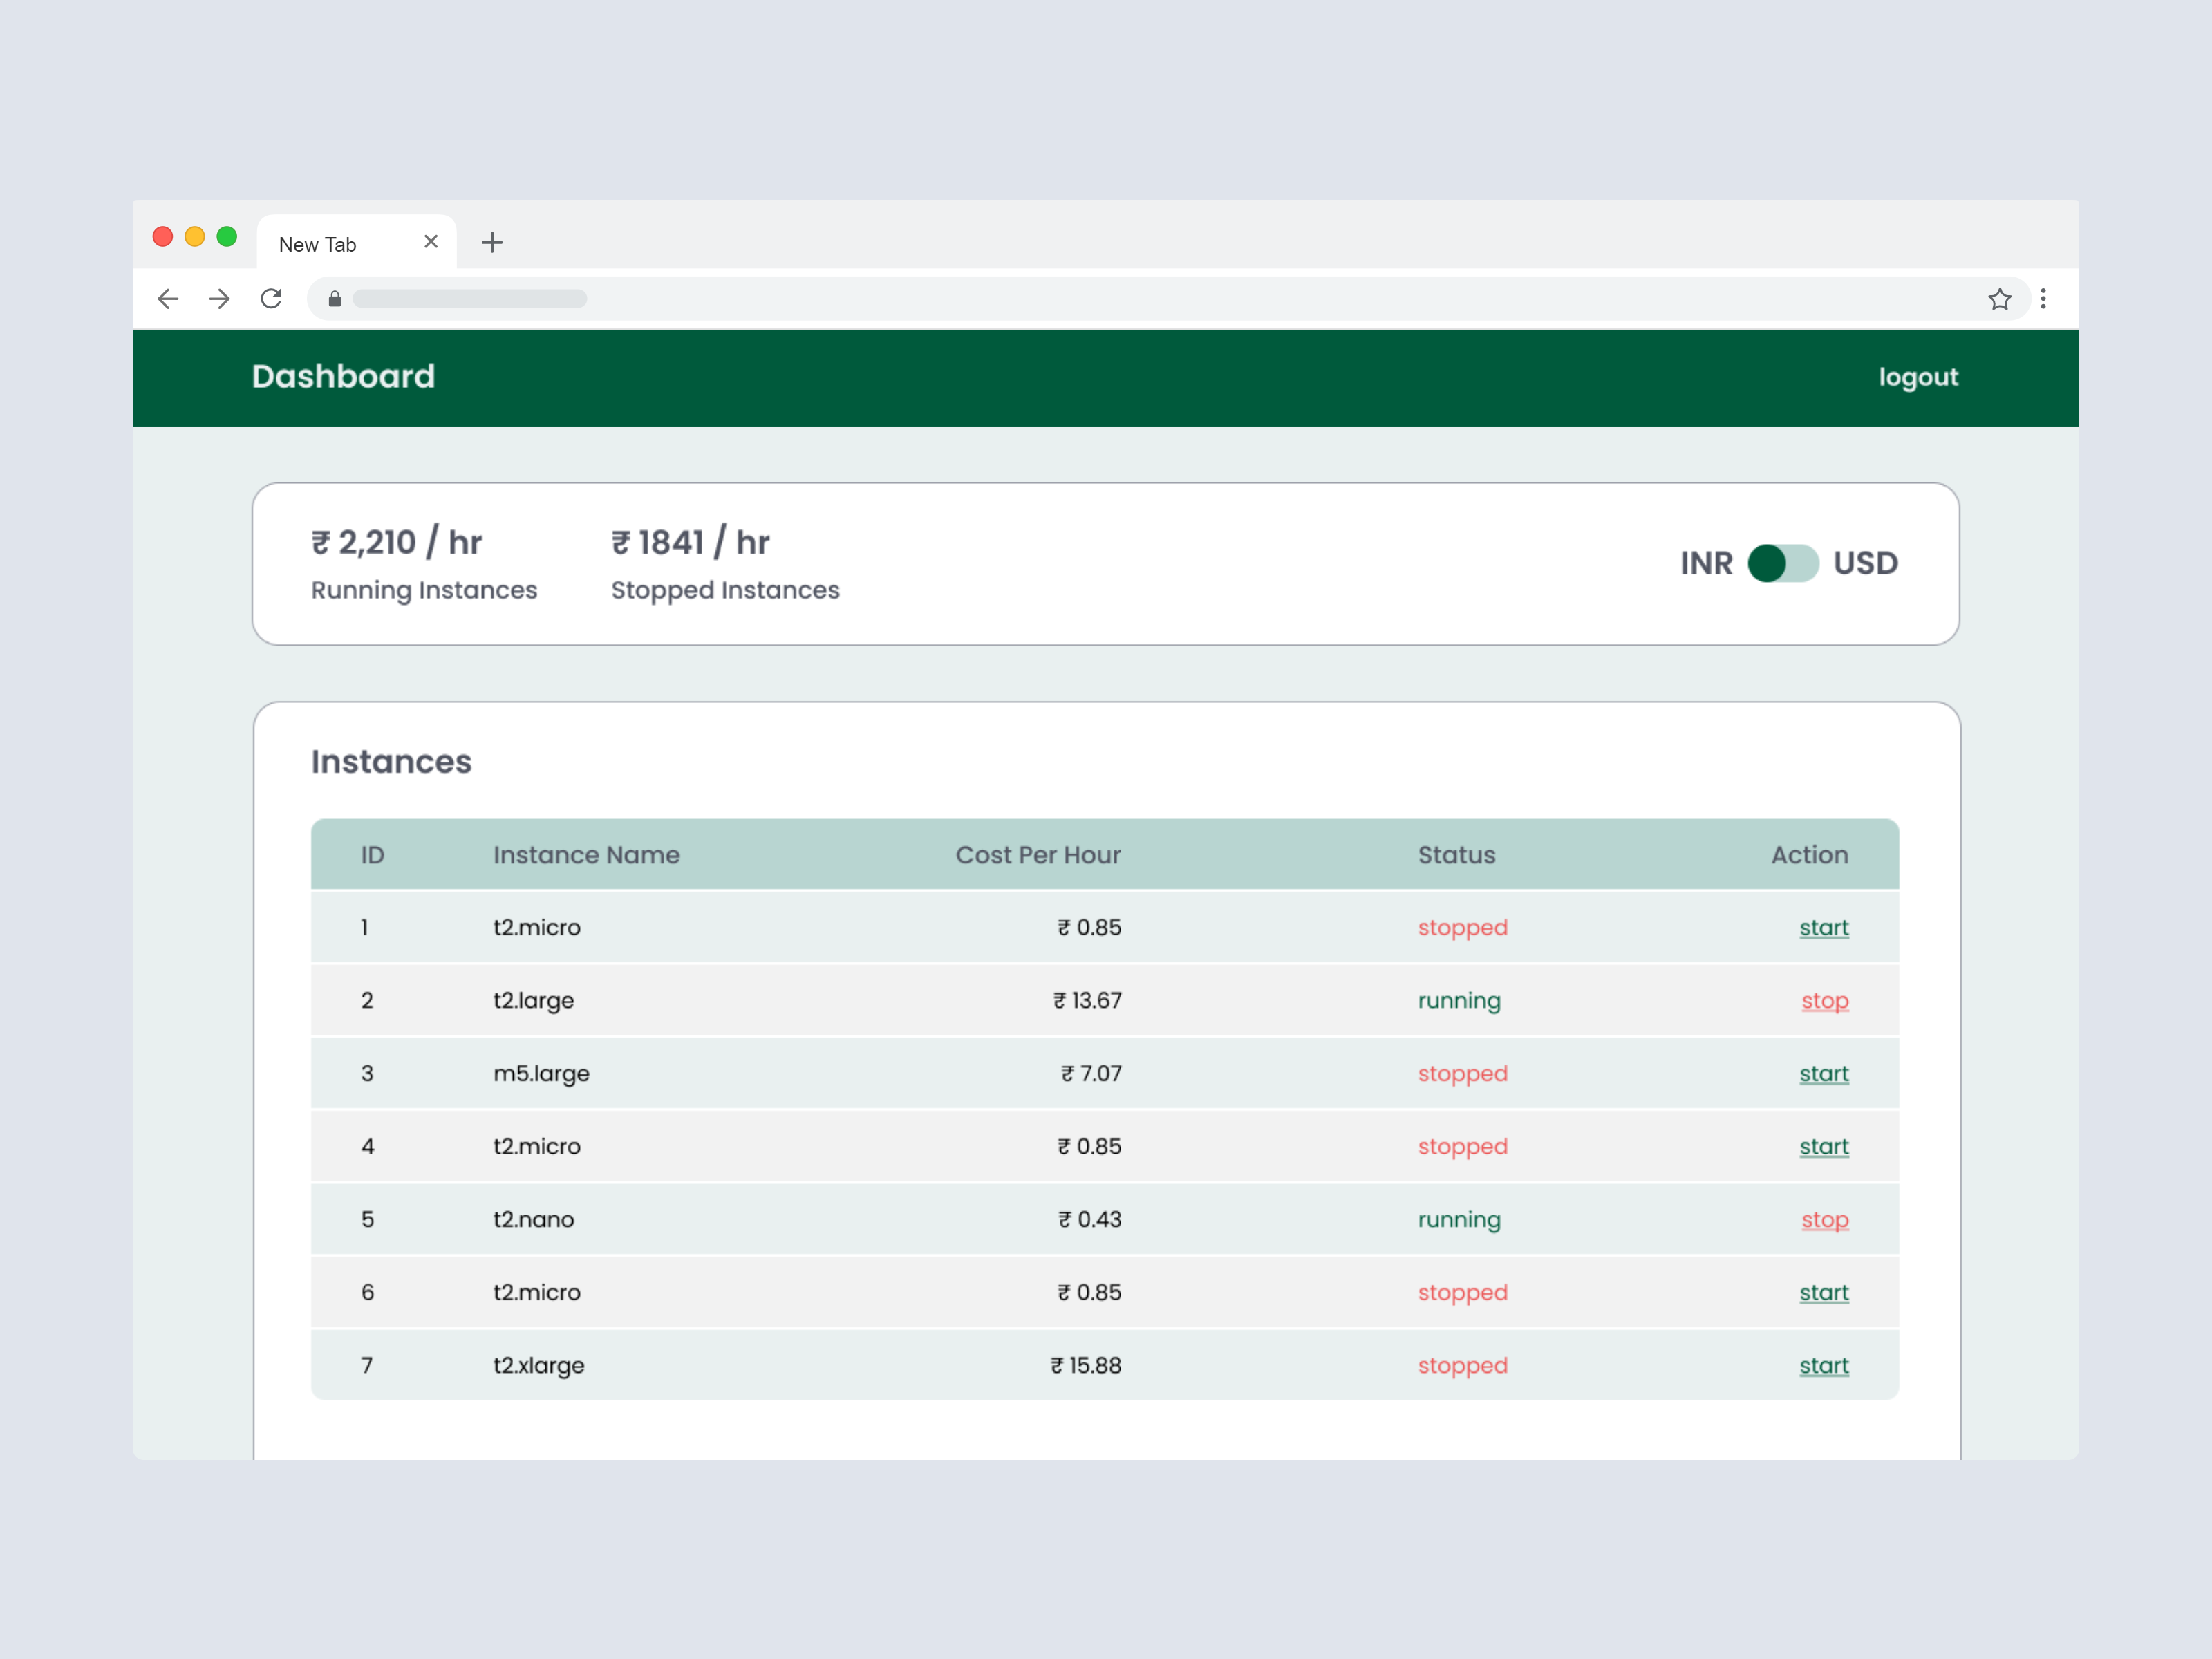 New Tab
Dashboard logout
₹ 2,210 / hr ₹ 1841 / hr
Running Instances Stopped Instances
INR USD
Instances
ID Instance Name Cost Per Hour Status Action
1 t2.micro ₹ 0.85 stopped start
2 t2.large ₹ 13.67 running stop
3 m5.large ₹ 7.07 stopped start
4 t2.micro ₹ 0.85 stopped start
5 t2.nano ₹ 0.43 running stop
6 t2.micro ₹ 0.85 stopped start
7 t2.xlarge ₹ 15.88 stopped start